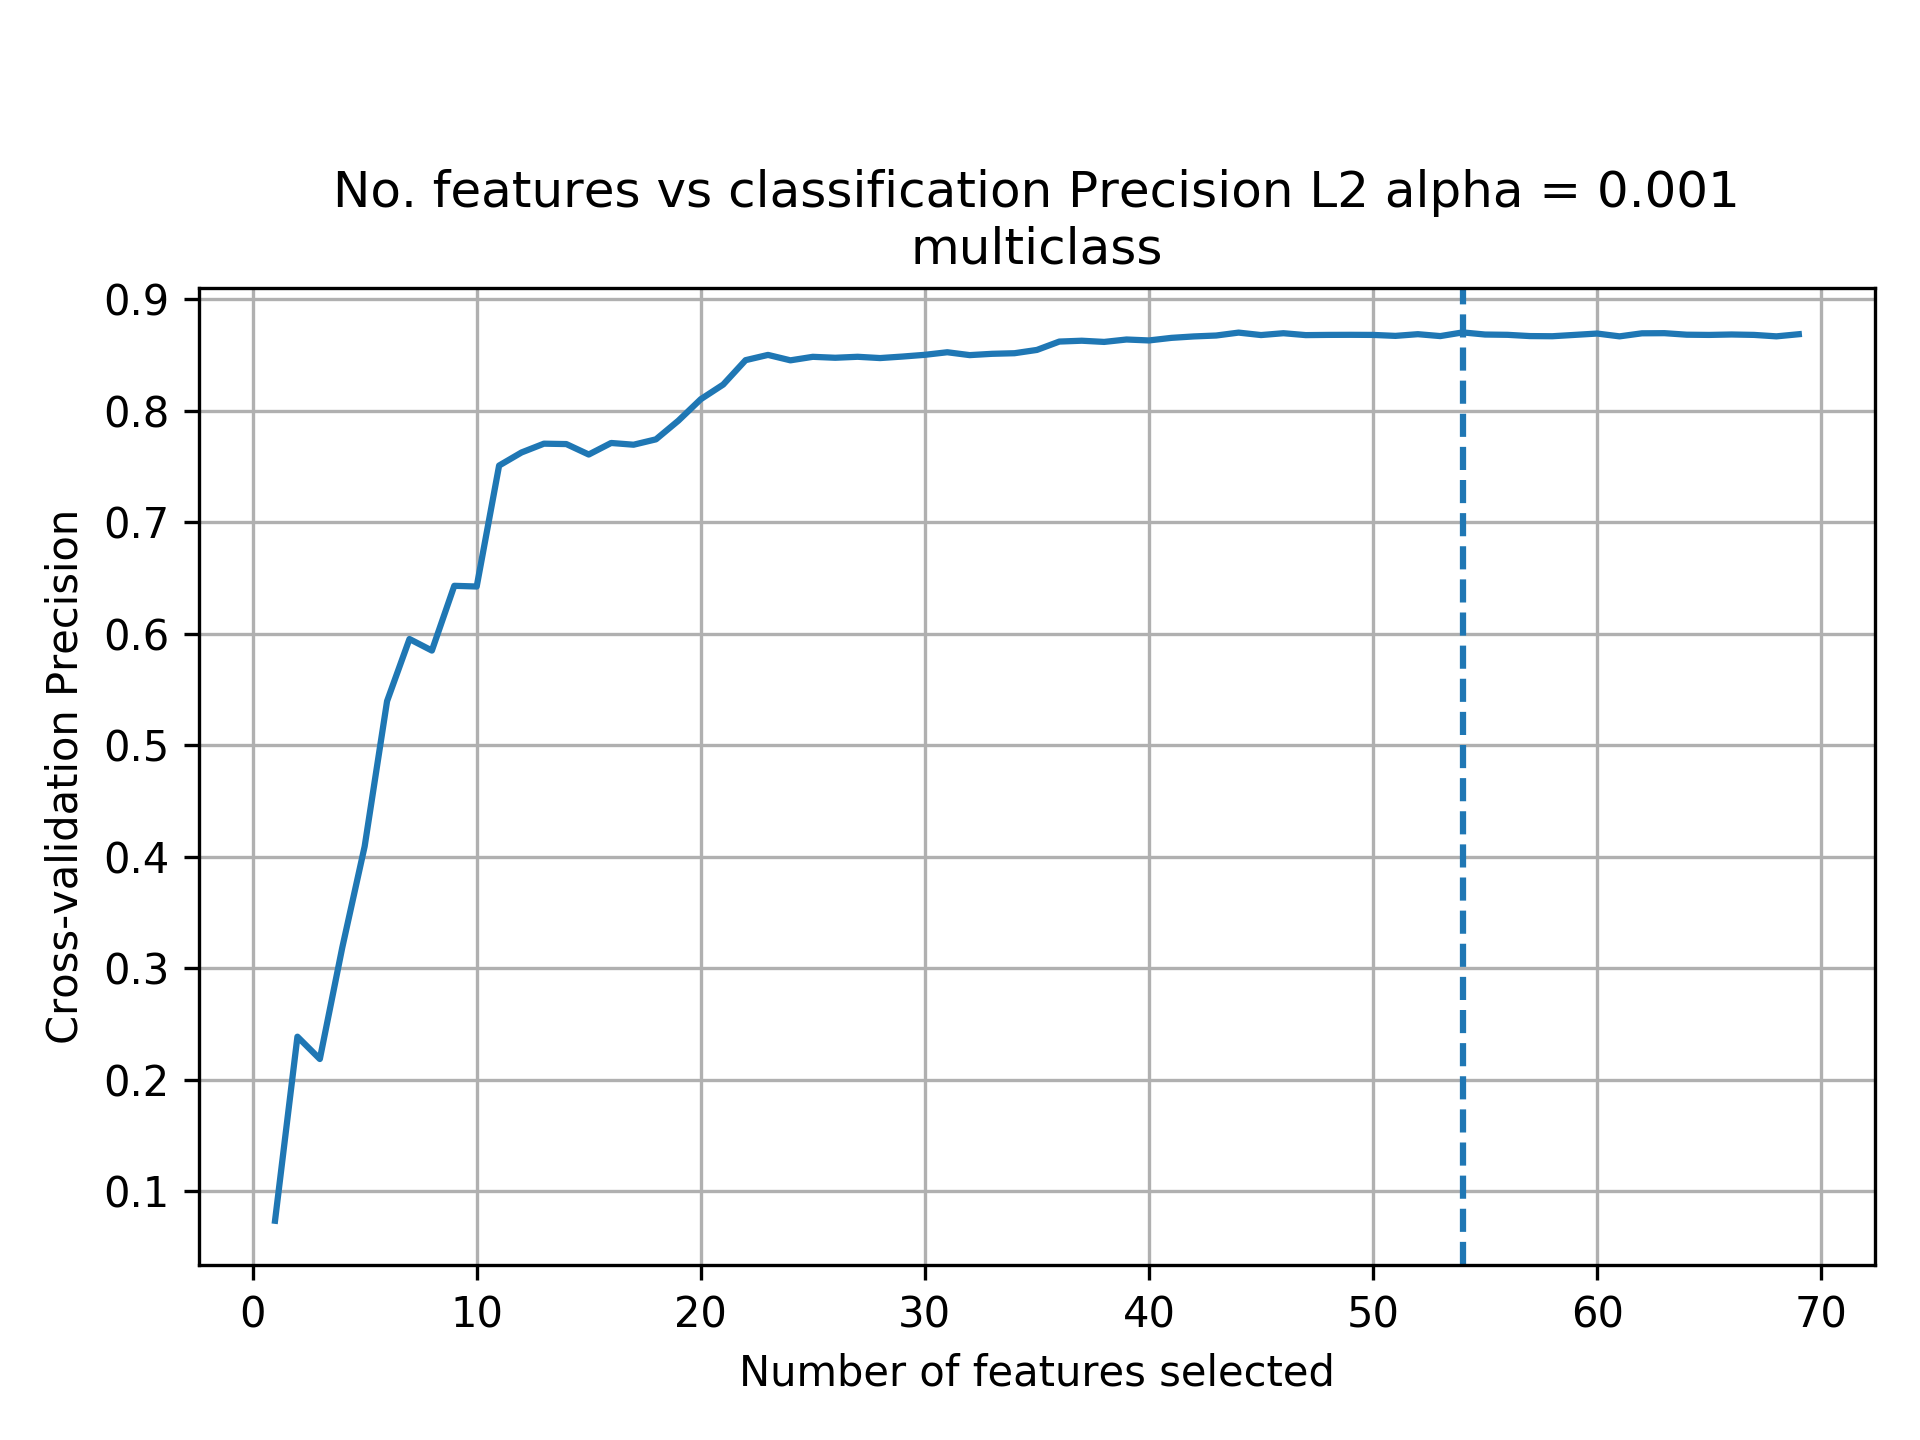 No. features vs classification Precision L2 alpha = 0.001
multiclass
Cross-validation Precision
0.9
0.8
0.7
0.6
0.5
0.4
0.3
0.2
0.1
0 10 20 30 40 50 60 70
Number of features selected